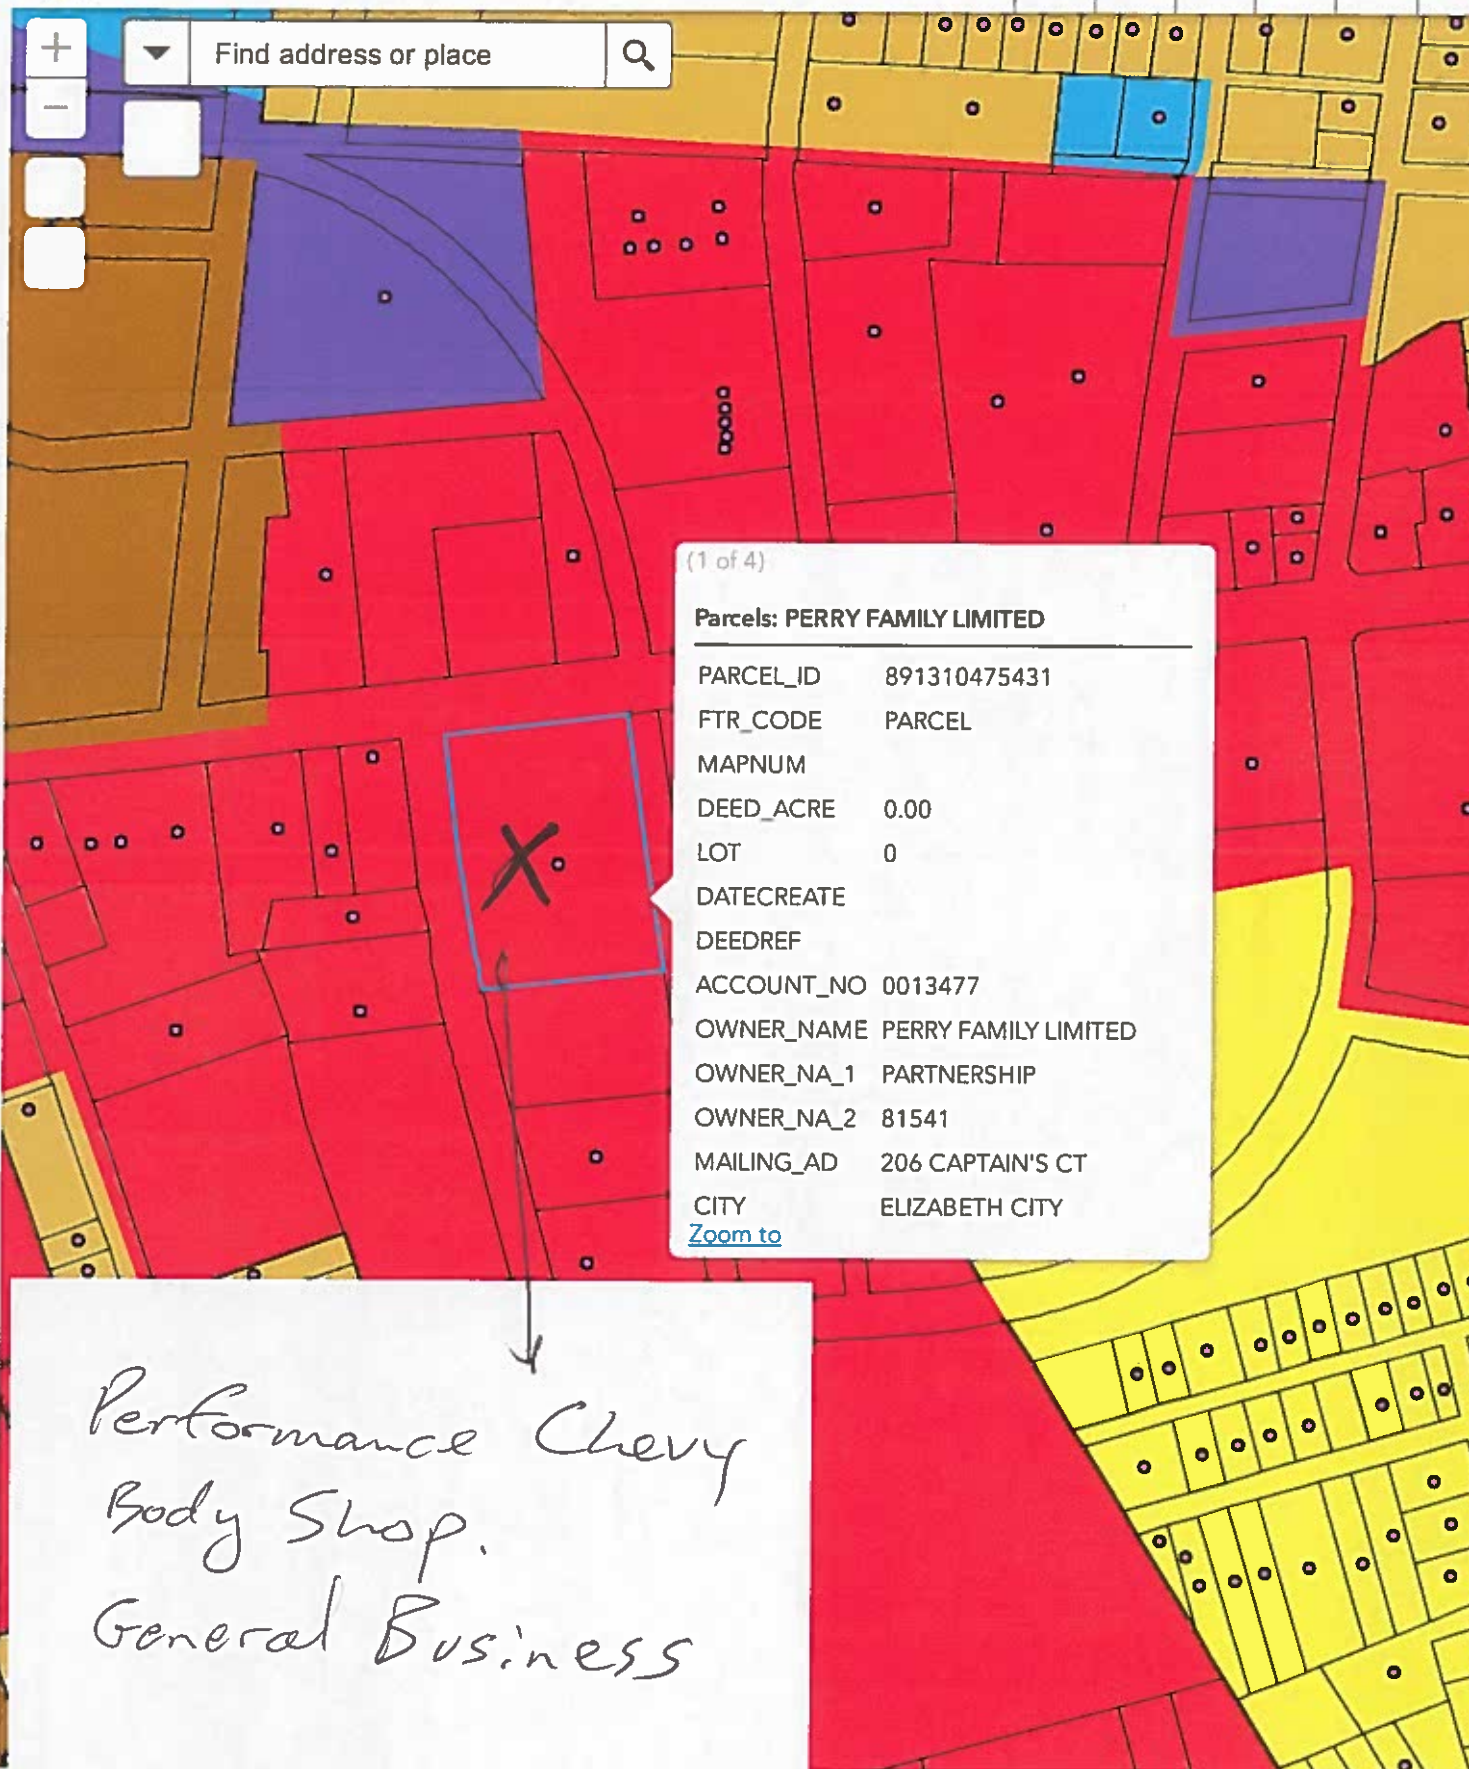 +
Find address or place
−
(1 of 4)
Parcels: PERRY FAMILY LIMITED
PARCEL_ID 891310475431
FTR_CODE PARCEL
MAPNUM
DEED_ACRE 0.00
LOT 0
DATECREATE
DEEDREF
ACCOUNT_NO 0013477
OWNER_NAME PERRY FAMILY LIMITED
OWNER_NA_1 PARTNERSHIP
OWNER_NA_2 81541
MAILING_AD 206 CAPTAIN'S CT
CITY ELIZABETH CITY
Zoom to
X
Performance Chevy
Body Shop.
General Business